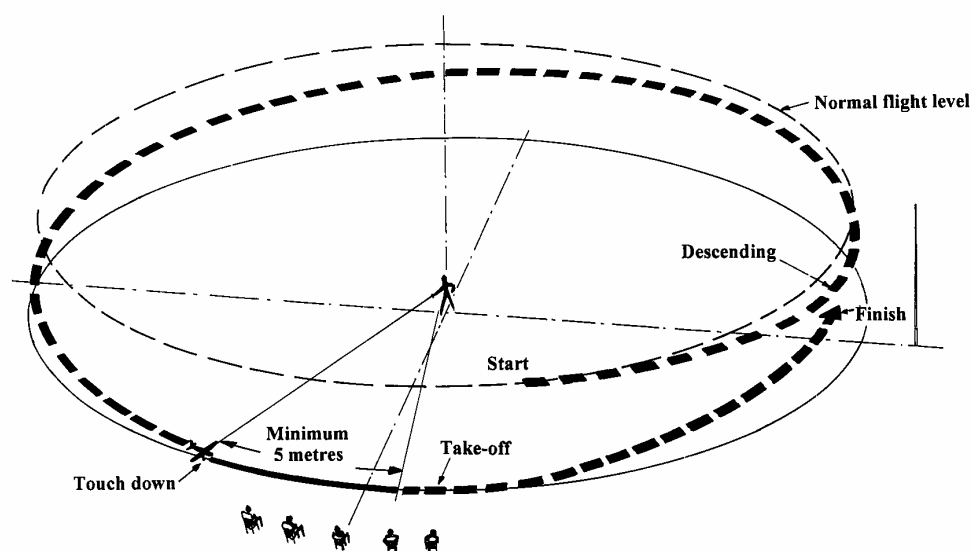 Normal flight level
Descending
Finish
Start
Minimum
5 metres
Take-off
Touch down